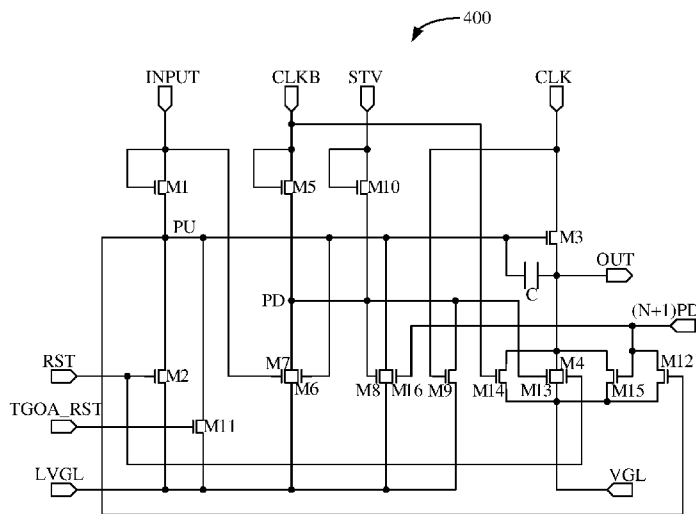 400
INPUT CLKB STV CLK
M1 M5 M10
PU M3
OUT
C
PD (N+1)PD
RST M2 M7 M6 M8 M16 M9 M14 M4 M13 M15 M12
TGOA_RST M11
LVGL VGL